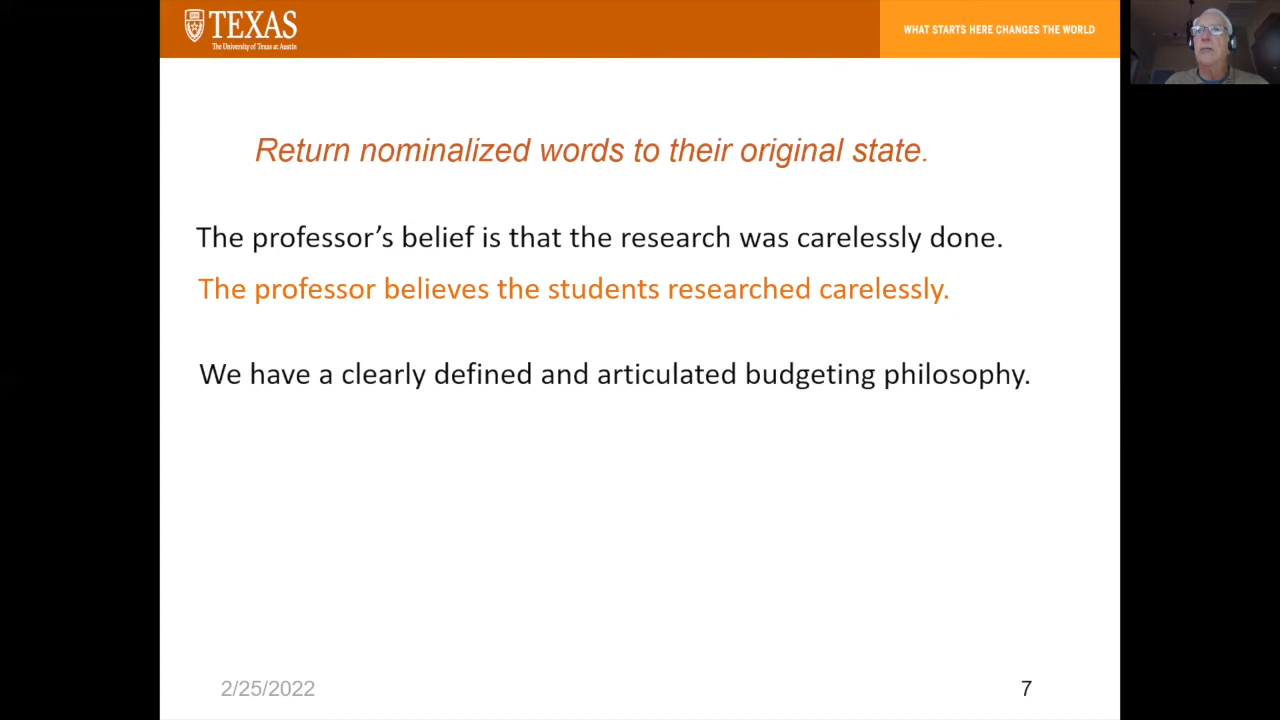 TEXAS
The University of Texas at Austin
WHAT STARTS HERE CHANGES THE WORLD
Return nominalized words to their original state.
The professor’s belief is that the research was carelessly done.
The professor believes the students researched carelessly.
We have a clearly defined and articulated budgeting philosophy.
2/25/2022
7